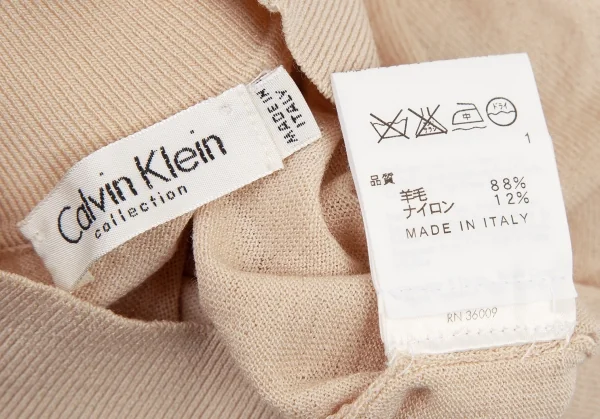 Calvin Klein
collection
MADE IN
ITALY
ドライ
中
1
品質
羊毛 88%
ナイロン 12%
MADE IN ITALY
RN 36009